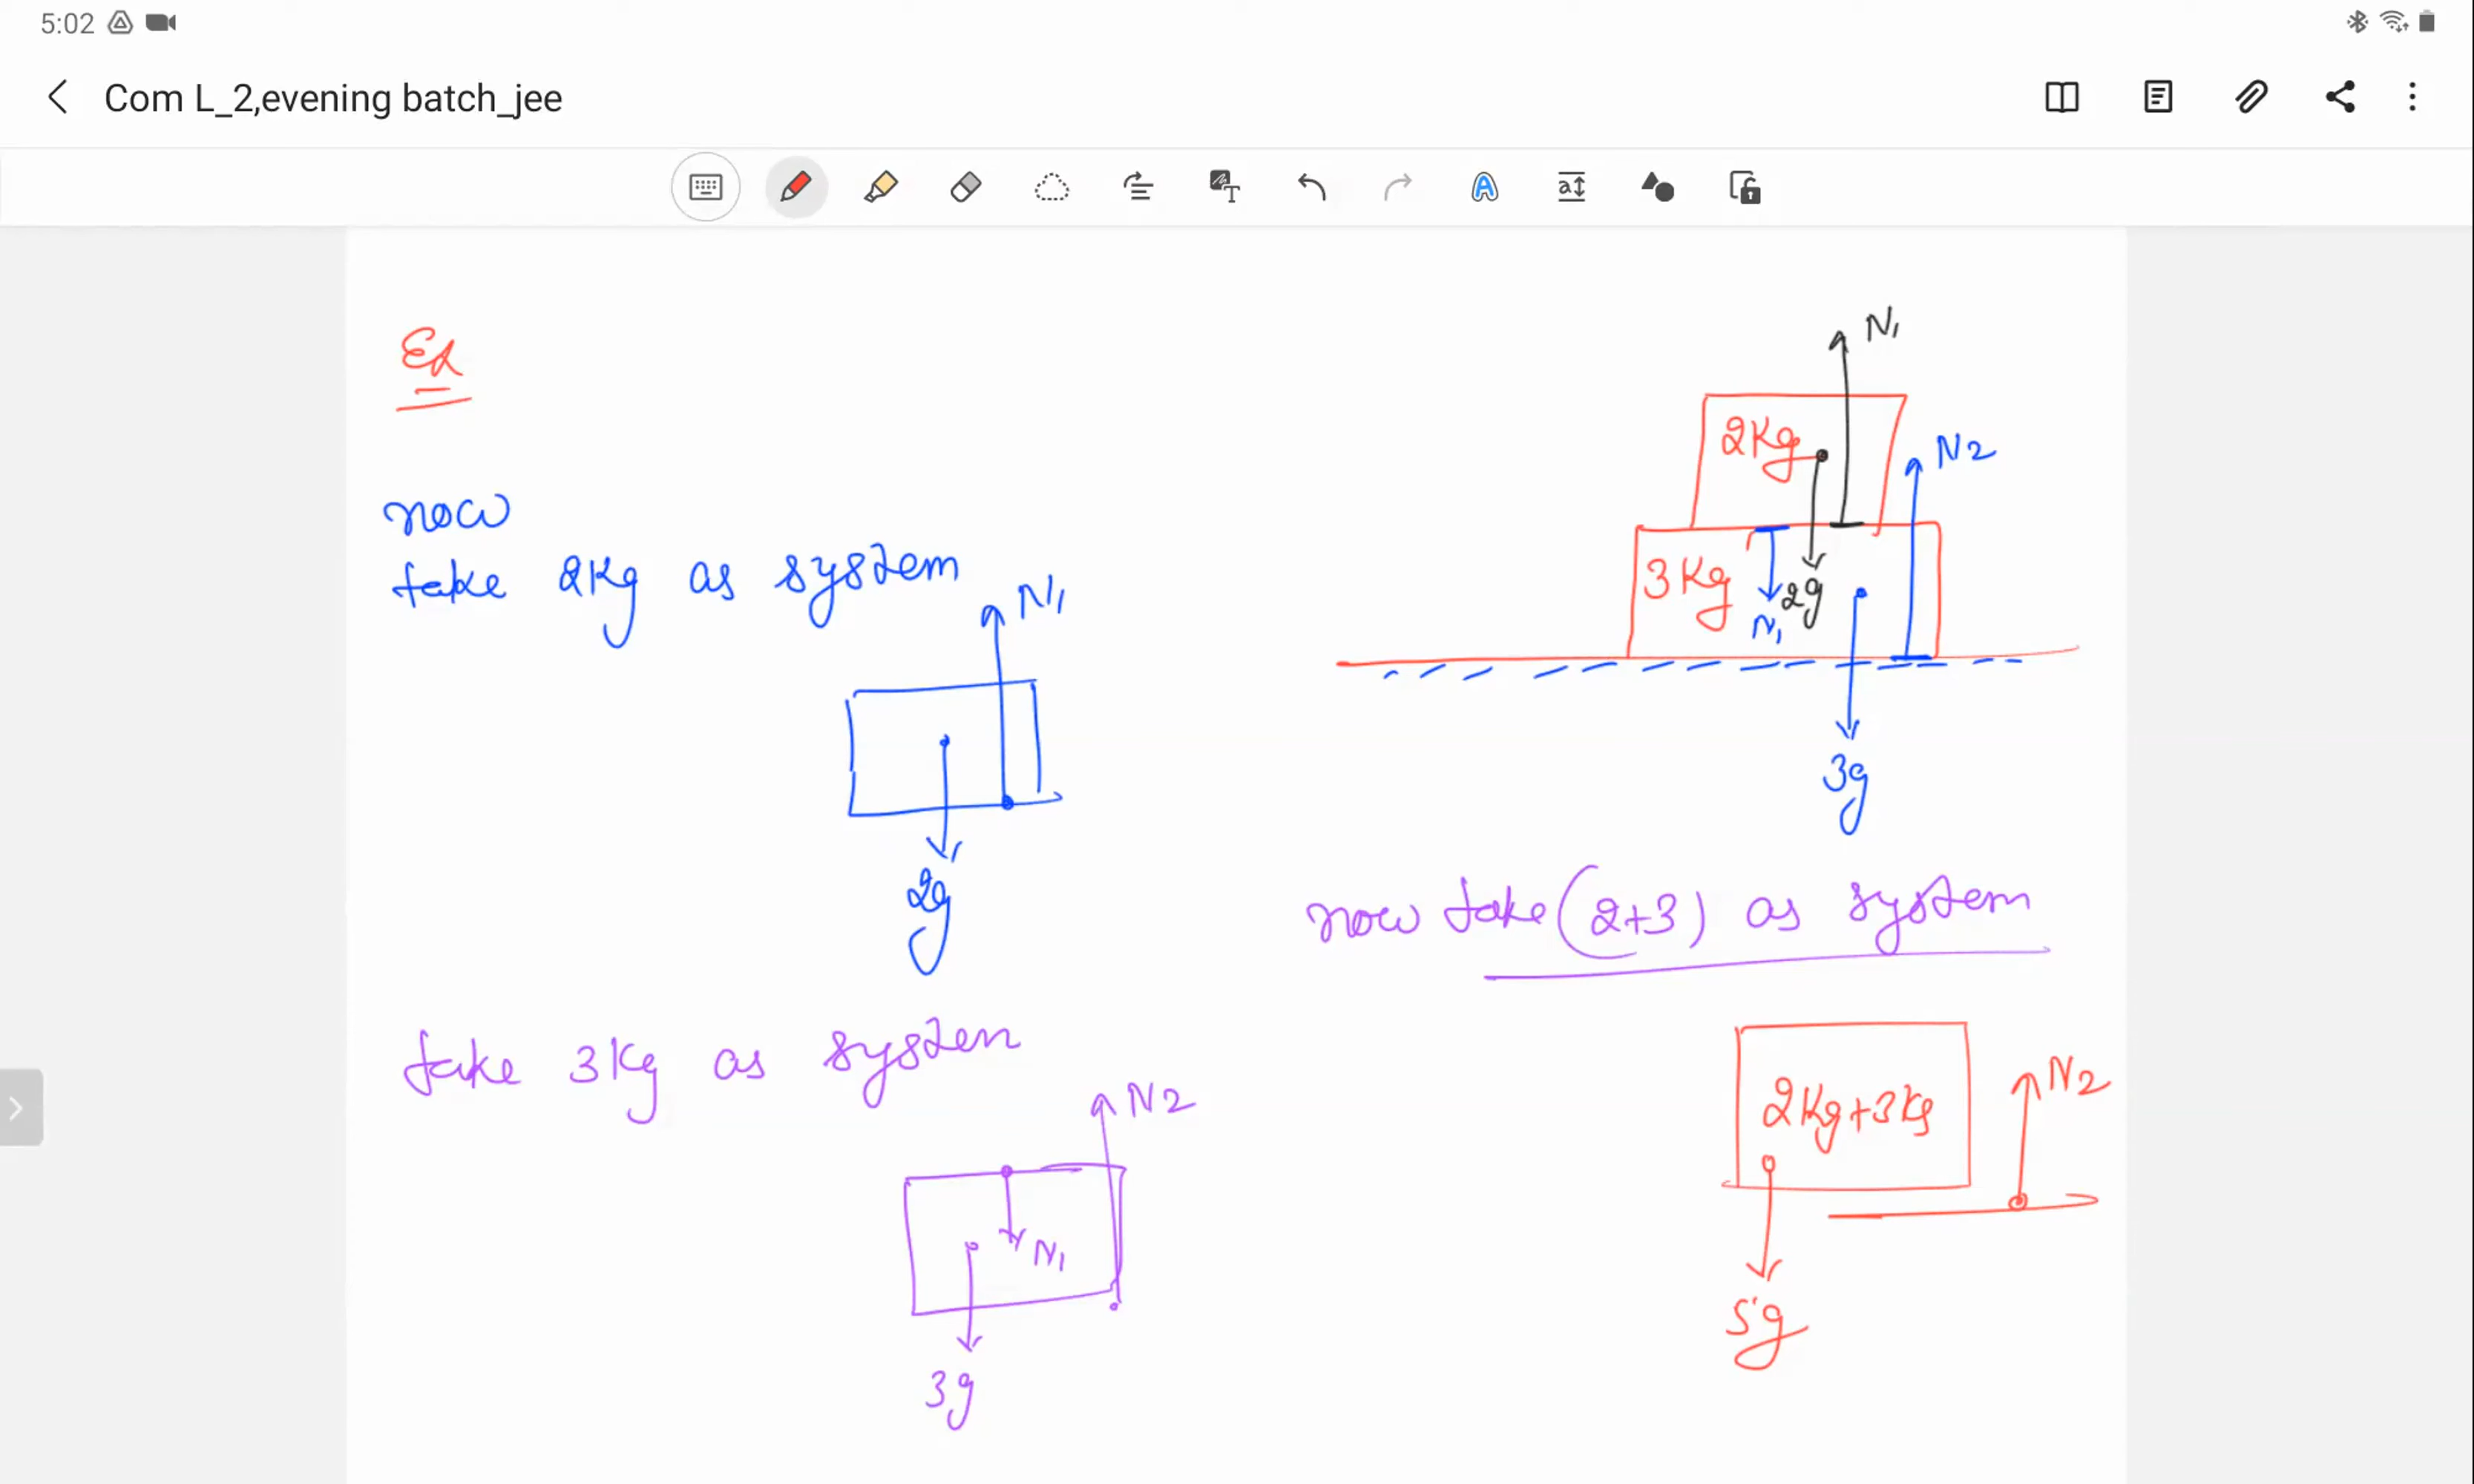 5:02
Com L_2,evening batch_jee
Ex
now
take 2Kg as system
N1
2g
take 3Kg as system
N2
N1
3g
N1
2Kg
N2
3Kg
N1
2g
3g
now take (2+3) as system
2Kg+3Kg
N2
5g